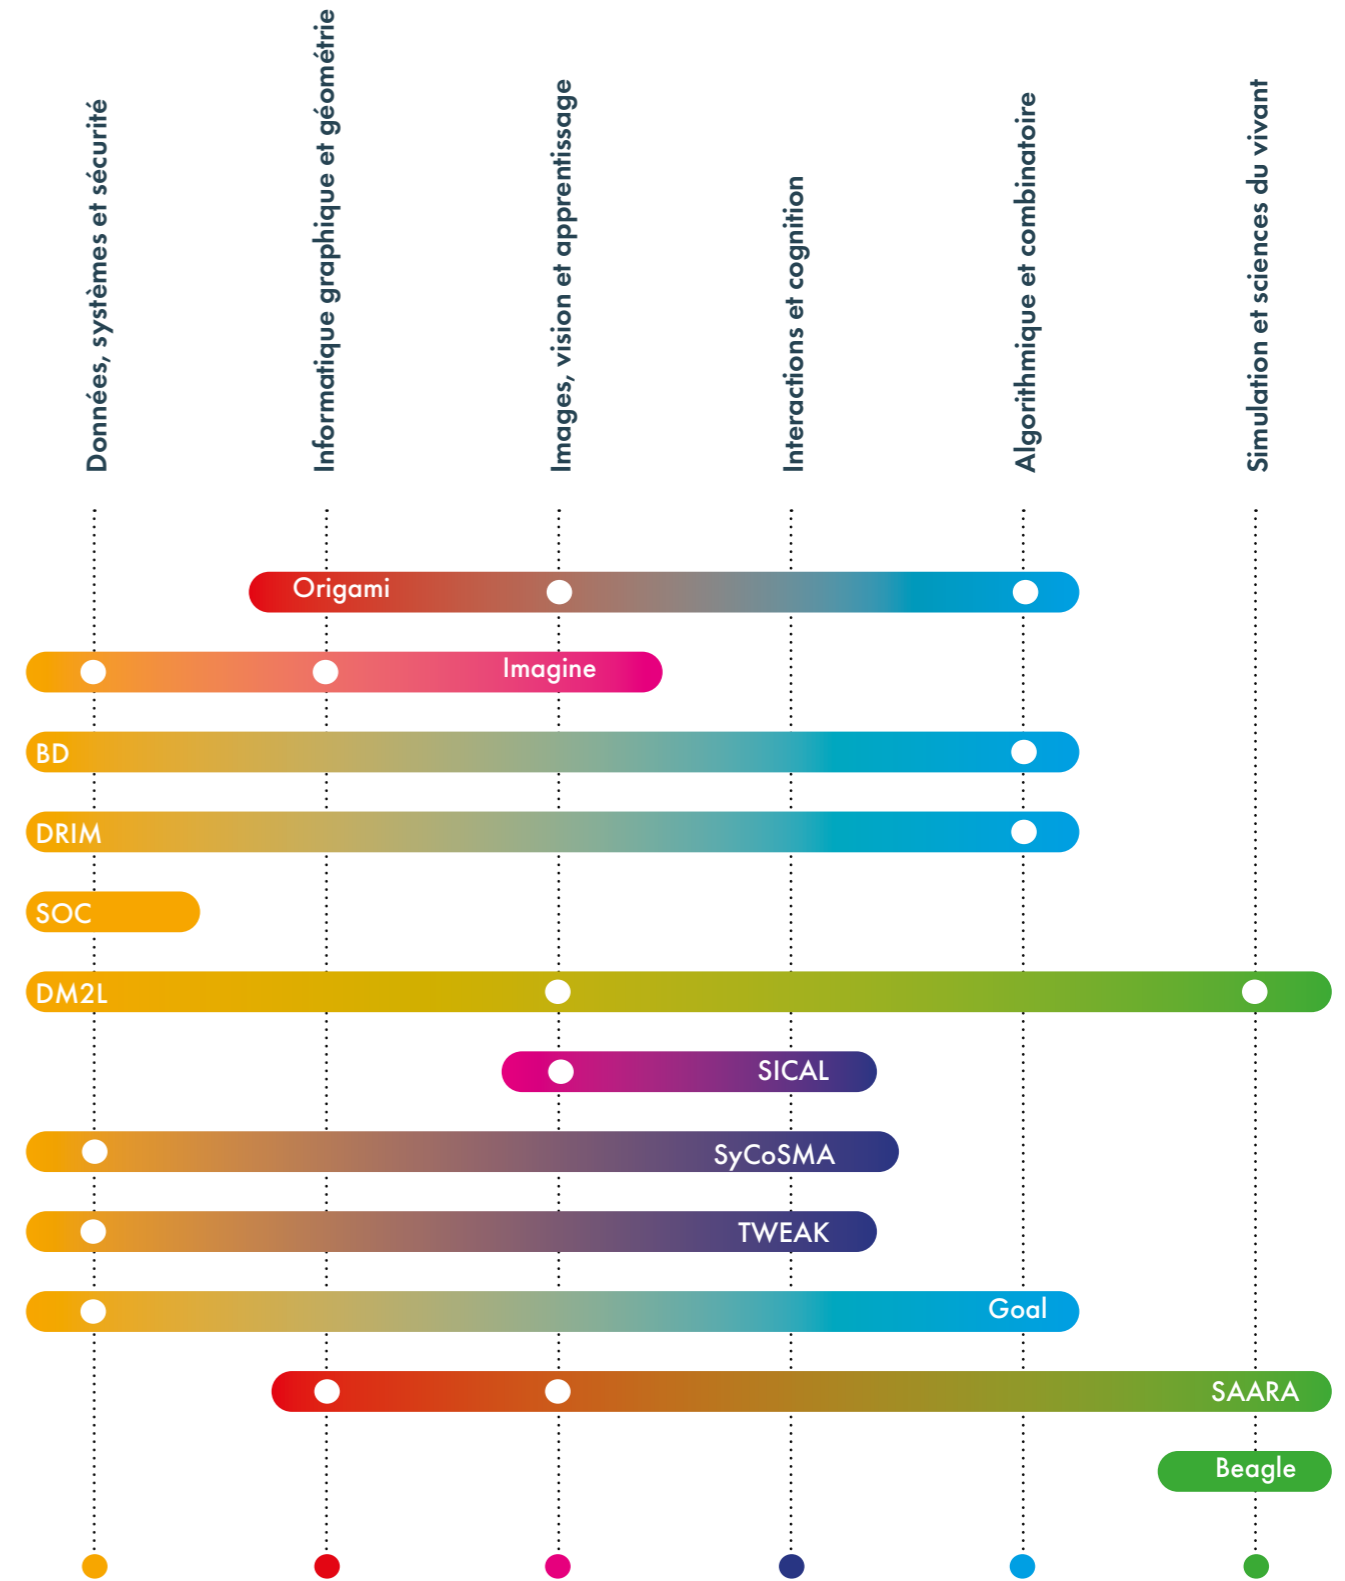 Données, systèmes et sécurité
Informatique graphique et géométrie
Images, vision et apprentissage
Interactions et cognition
Algorithmique et combinatoire
Simulation et sciences du vivant
Origami
Imagine
BD
DRIM
SOC
DM2L
SICAL
SyCoSMA
TWEAK
Goal
SAARA
Beagle